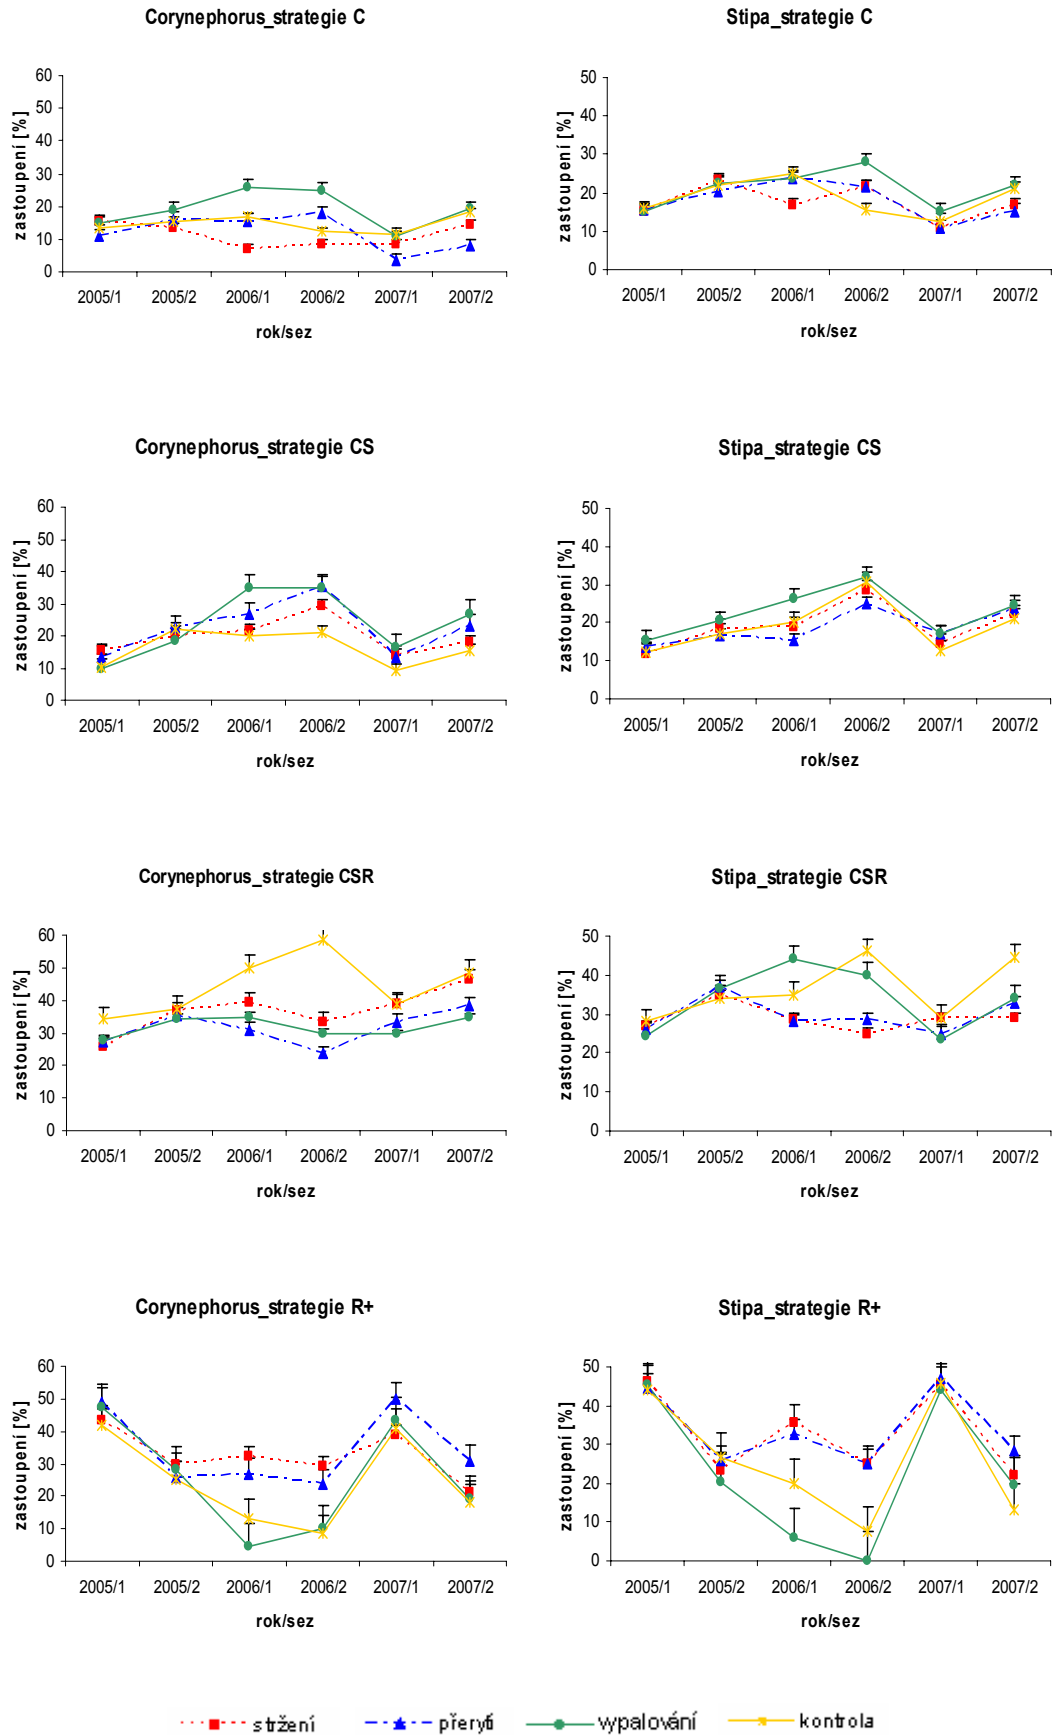 Corynephorus_strategie C
zastoupení [%]
60
50
40
30
20
10
0
2005/1 2005/2 2006/1 2006/2 2007/1 2007/2
rok/sez
Stipa_strategie C
zastoupení [%]
50
40
30
20
10
0
2005/1 2005/2 2006/1 2006/2 2007/1 2007/2
rok/sez
Corynephorus_strategie CS
zastoupení [%]
60
50
40
30
20
10
0
2005/1 2005/2 2006/1 2006/2 2007/1 2007/2
rok/sez
Stipa_strategie CS
zastoupení [%]
50
40
30
20
10
0
2005/1 2005/2 2006/1 2006/2 2007/1 2007/2
rok/sez
Corynephorus_strategie CSR
zastoupení [%]
60
50
40
30
20
10
0
2005/1 2005/2 2006/1 2006/2 2007/1 2007/2
rok/sez
Stipa_strategie CSR
zastoupení [%]
50
40
30
20
10
0
2005/1 2005/2 2006/1 2006/2 2007/1 2007/2
rok/sez
Corynephorus_strategie R+
zastoupení [%]
60
50
40
30
20
10
0
2005/1 2005/2 2006/1 2006/2 2007/1 2007/2
rok/sez
Stipa_strategie R+
zastoupení [%]
50
40
30
20
10
0
2005/1 2005/2 2006/1 2006/2 2007/1 2007/2
rok/sez
stržení přerytí vypalování kontrola